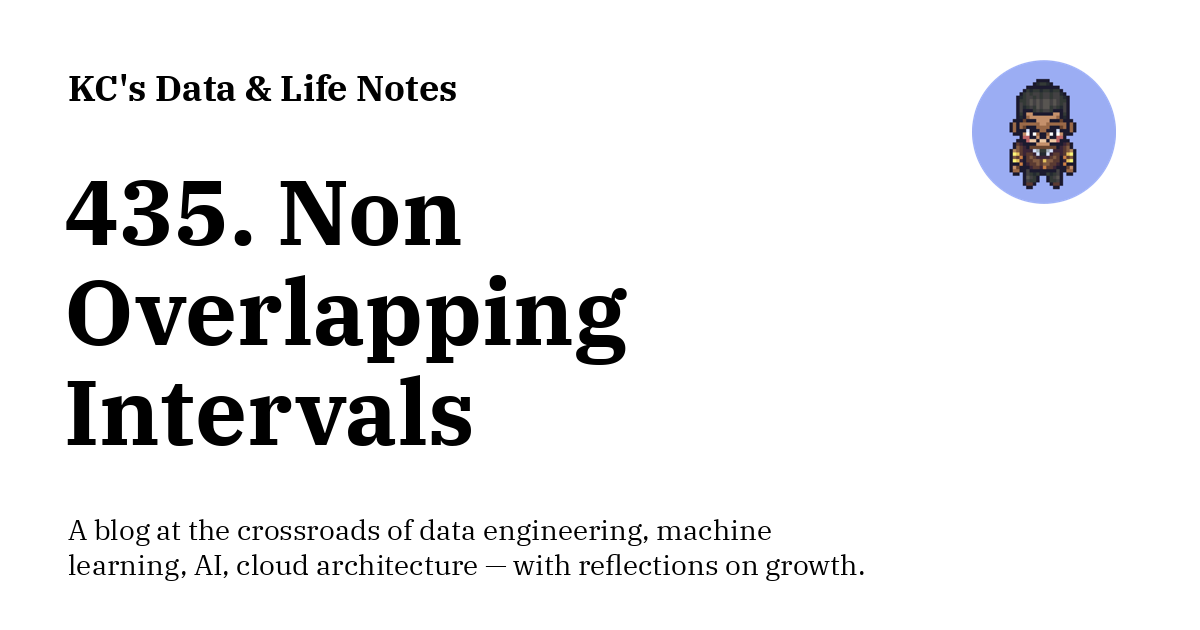 KC's Data & Life Notes
435. Non
Overlapping
Intervals
A blog at the crossroads of data engineering, machine
learning, AI, cloud architecture — with reflections on growth.